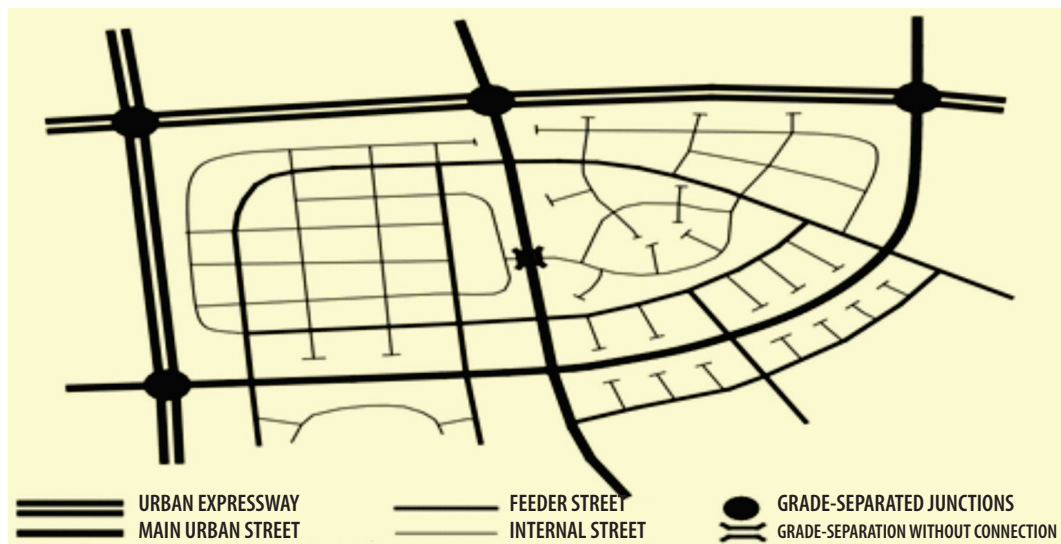 URBAN EXPRESSWAY
MAIN URBAN STREET
FEEDER STREET
INTERNAL STREET
GRADE-SEPARATED JUNCTIONS
GRADE-SEPARATION WITHOUT CONNECTION